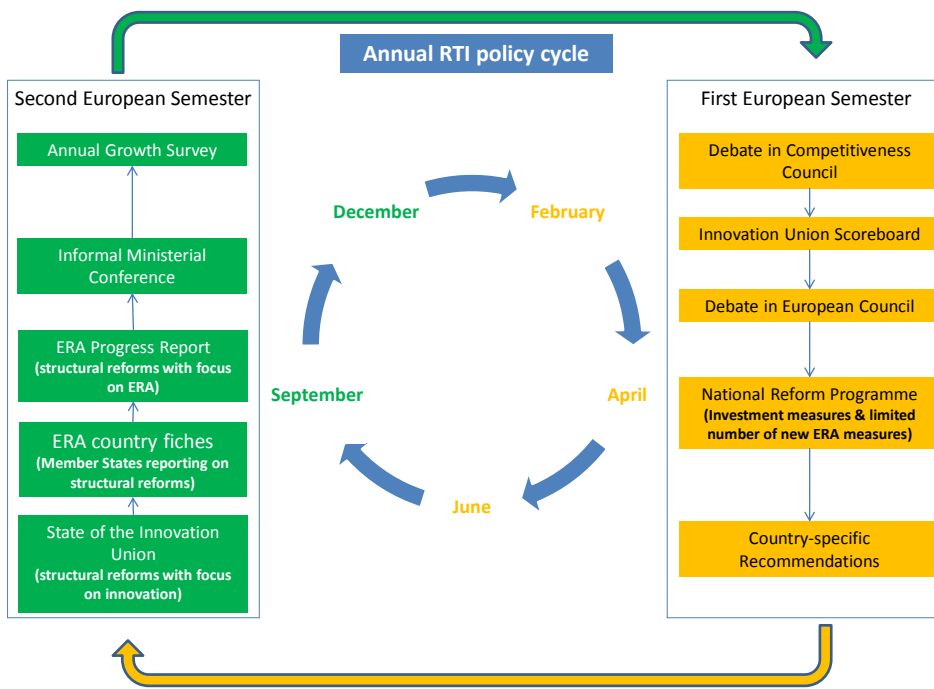 Annual RTI policy cycle
Second European Semester
Annual Growth Survey
Informal Ministerial
Conference
ERA Progress Report
(structural reforms with focus
on ERA)
ERA country fiches
(Member States reporting on
structural reforms)
State of the Innovation
Union
(structural reforms with focus
on innovation)
December
February
September
April
June
First European Semester
Debate in Competitiveness
Council
Innovation Union Scoreboard
Debate in European Council
National Reform Programme
(Investment measures & limited
number of new ERA measures)
Country-specific
Recommendations